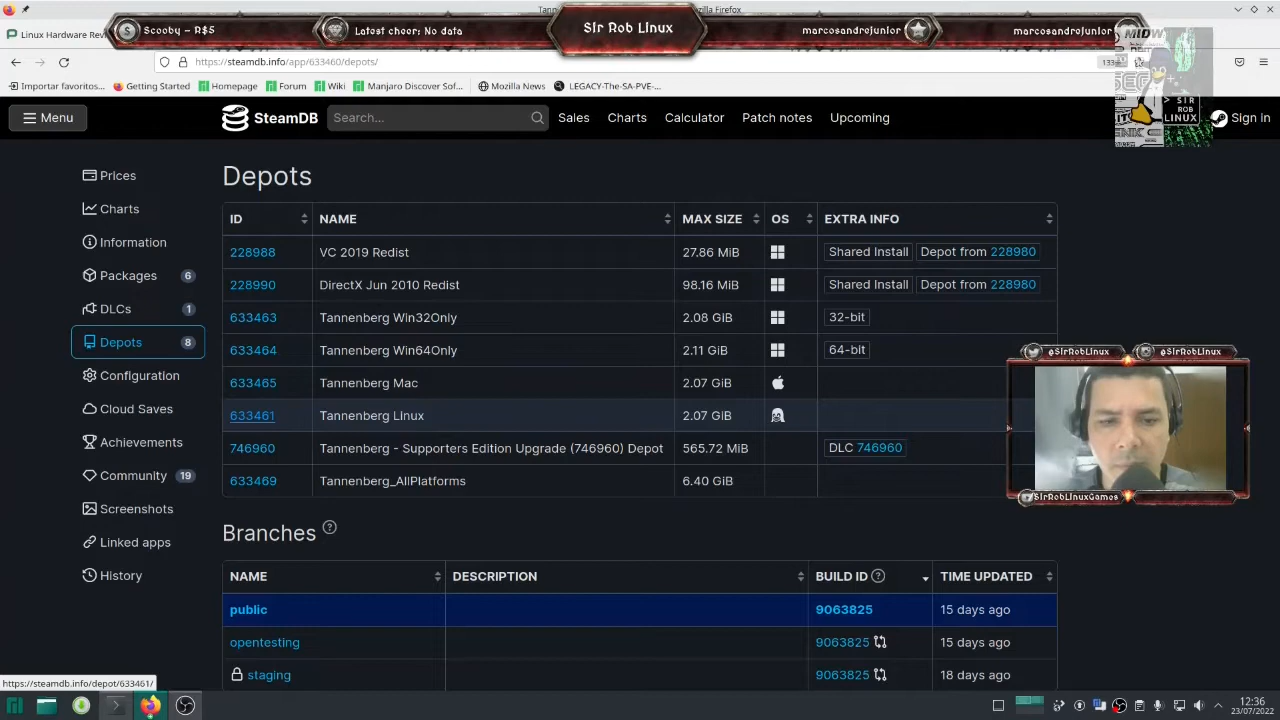 Scooby - R$5
Latest cheer: No data
Sir Rob Linux
marcosandrejunior
marcosandrejunior
Linux Hardware Rev
Firefox
https://steamdb.info/app/633460/depots/
133
Importar favoritos...
Getting Started
Homepage
Forum
Wiki
Manjaro Discover Sof...
Mozilla News
LEGACY-The-SA-PVE-...
> SIR
ROB
LINUX
Menu
SteamDB
Search...
Sales
Charts
Calculator
Patch notes
Upcoming
Sign in
Prices
Charts
Information
Packages 6
DLCs 1
Depots 8
Configuration
Cloud Saves
Achievements
Community 19
Screenshots
Linked apps
History
Depots
ID NAME MAX SIZE OS EXTRA INFO
228988 VC 2019 Redist 27.86 MiB Shared Install Depot from 228980
228990 DirectX Jun 2010 Redist 98.16 MiB Shared Install Depot from 228980
633463 Tannenberg Win32Only 2.08 GiB 32-bit
633464 Tannenberg Win64Only 2.11 GiB 64-bit
633465 Tannenberg Mac 2.07 GiB
633461 Tannenberg Linux 2.07 GiB
746960 Tannenberg - Supporters Edition Upgrade (746960) Depot 565.72 MiB DLC 746960
633469 Tannenberg_AllPlatforms 6.40 GiB
@SirRobLinux
@SirRobLinux
SirRobLinuxGames
Branches
NAME DESCRIPTION BUILD ID TIME UPDATED
public 9063825 15 days ago
opentesting 9063825 15 days ago
staging 9063825 18 days ago
https://steamdb.info/depot/633461/
12:36
23/07/2022